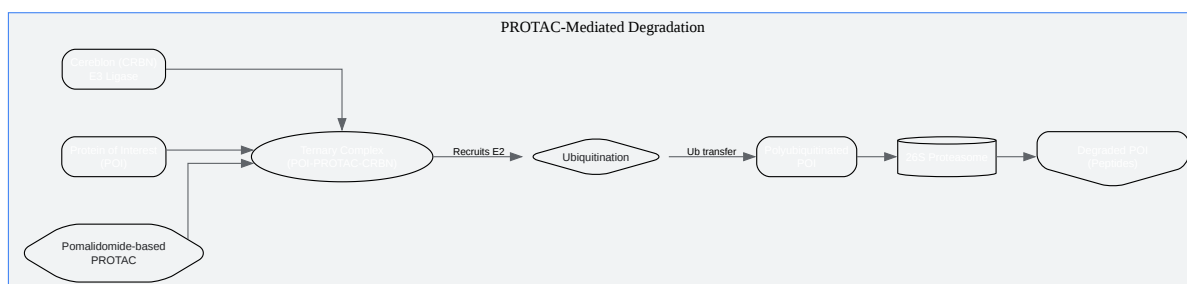 PROTAC-Mediated Degradation
Cereblon (CRBN)
E3 Ligase
Protein of Interest
(POI)
Pomalidomide-based
PROTAC
Ternary Complex
(POI-PROTAC-CRBN)
Recruits E2
Ubiquitination
Ub transfer
Polyubiquitinated
POI
26S Proteasome
Degraded POI
(Peptides)